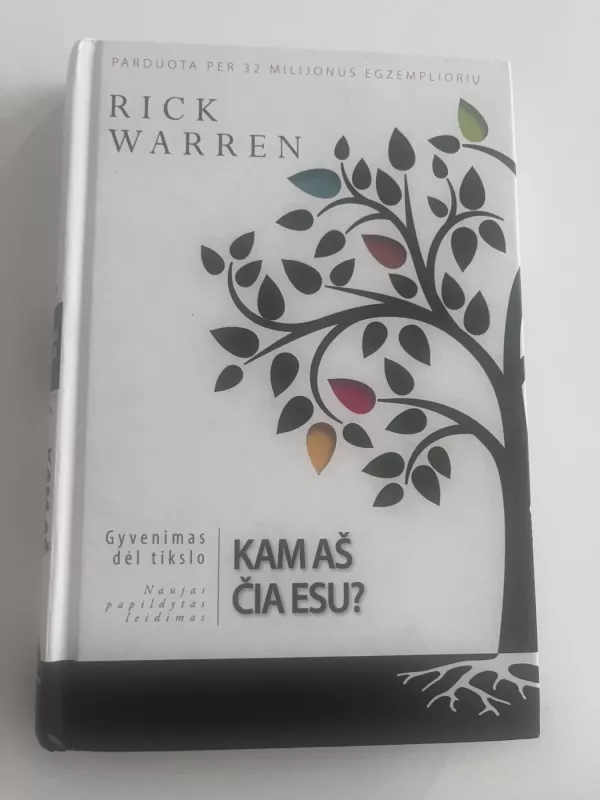 PARDUOTA PER 32 MILIJONUS EGZEMPLIORIŲ
RICK
WARREN
Gyvenimas
dėl tikslo
Naujas
papildytas
leidimas
KAM AŠ
ČIA ESU?